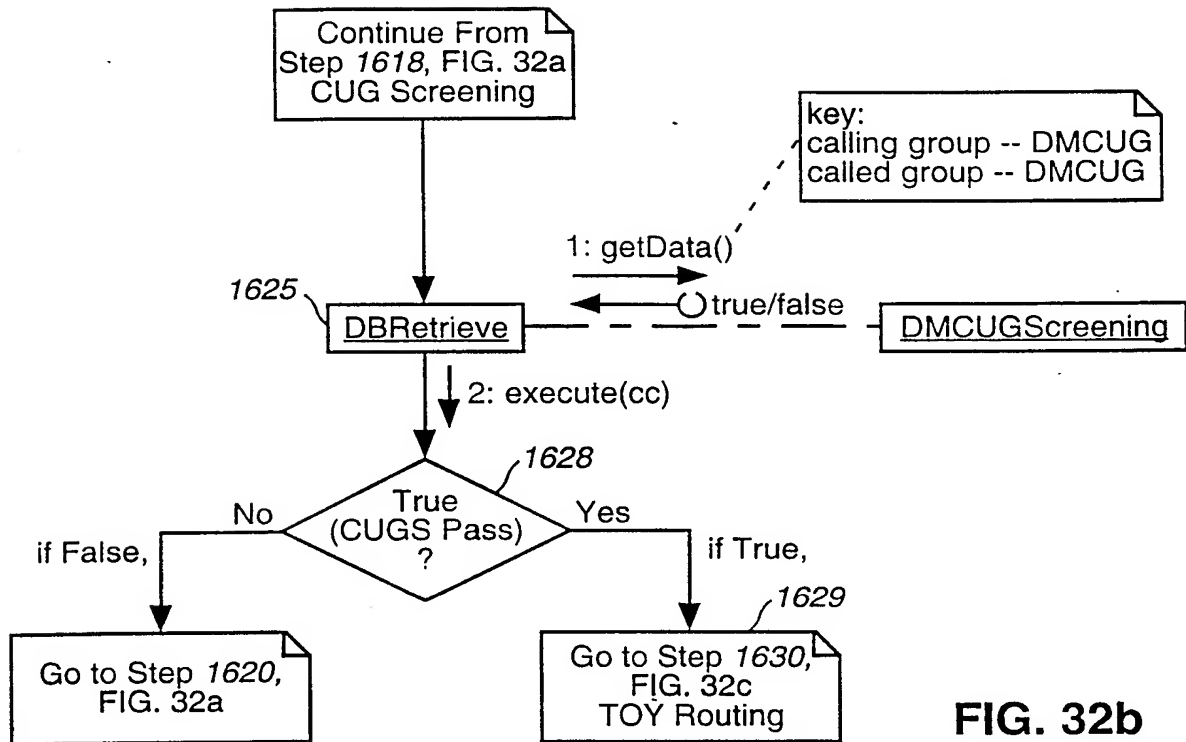 Continue From
Step 1618, FIG. 32a
CUG Screening
key:
calling group -- DMCUG
called group -- DMCUG
1: getData()
true/false
1625
DBRetrieve
DMCUGScreening
2: execute(cc)
1628
True
(CUGS Pass)
?
No
Yes
if False,
if True,
1629
Go to Step 1620,
FIG. 32a
Go to Step 1630,
FIG. 32c
TOY Routing
FIG. 32b